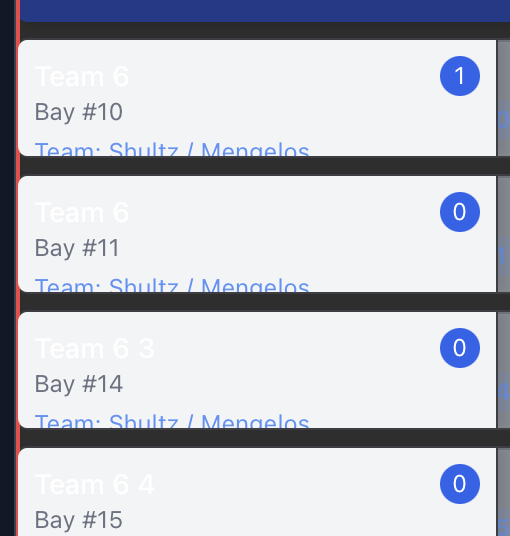 Team 6 1
Bay #10
Team: Shultz / Mengelos
Team 6 0
Bay #11
Team: Shultz / Mengelos
Team 6 3 0
Bay #14
Team: Shultz / Mengelos
Team 6 4 0
Bay #15